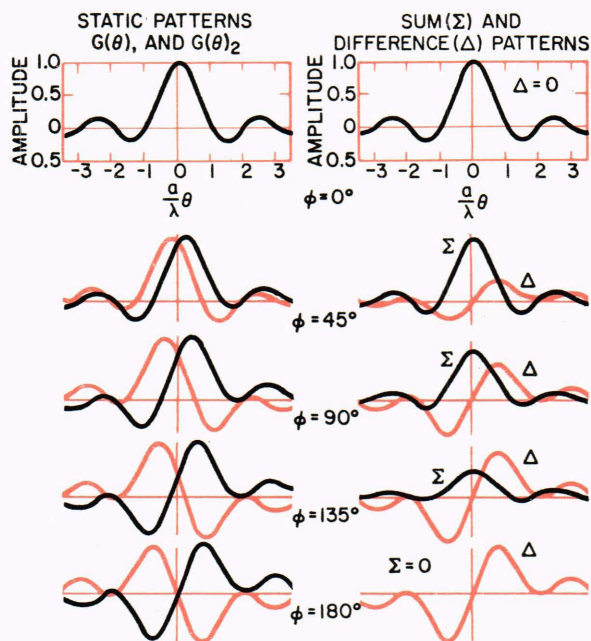 STATIC PATTERNS
G(θ), AND G(θ)₂
SUM(Σ) AND
DIFFERENCE(Δ) PATTERNS
AMPLITUDE
1.0
0.5
0
0.5
-3 -2 -1 0 1 2 3
a/λ θ
AMPLITUDE
1.0
0.5
0
0.5
Δ=0
-3 -2 -1 0 1 2 3
a/λ θ
φ=0°
φ=45°
Σ
Δ
φ=90°
Σ
Δ
φ=135°
Σ
Δ
φ=180°
Σ=0
Δ